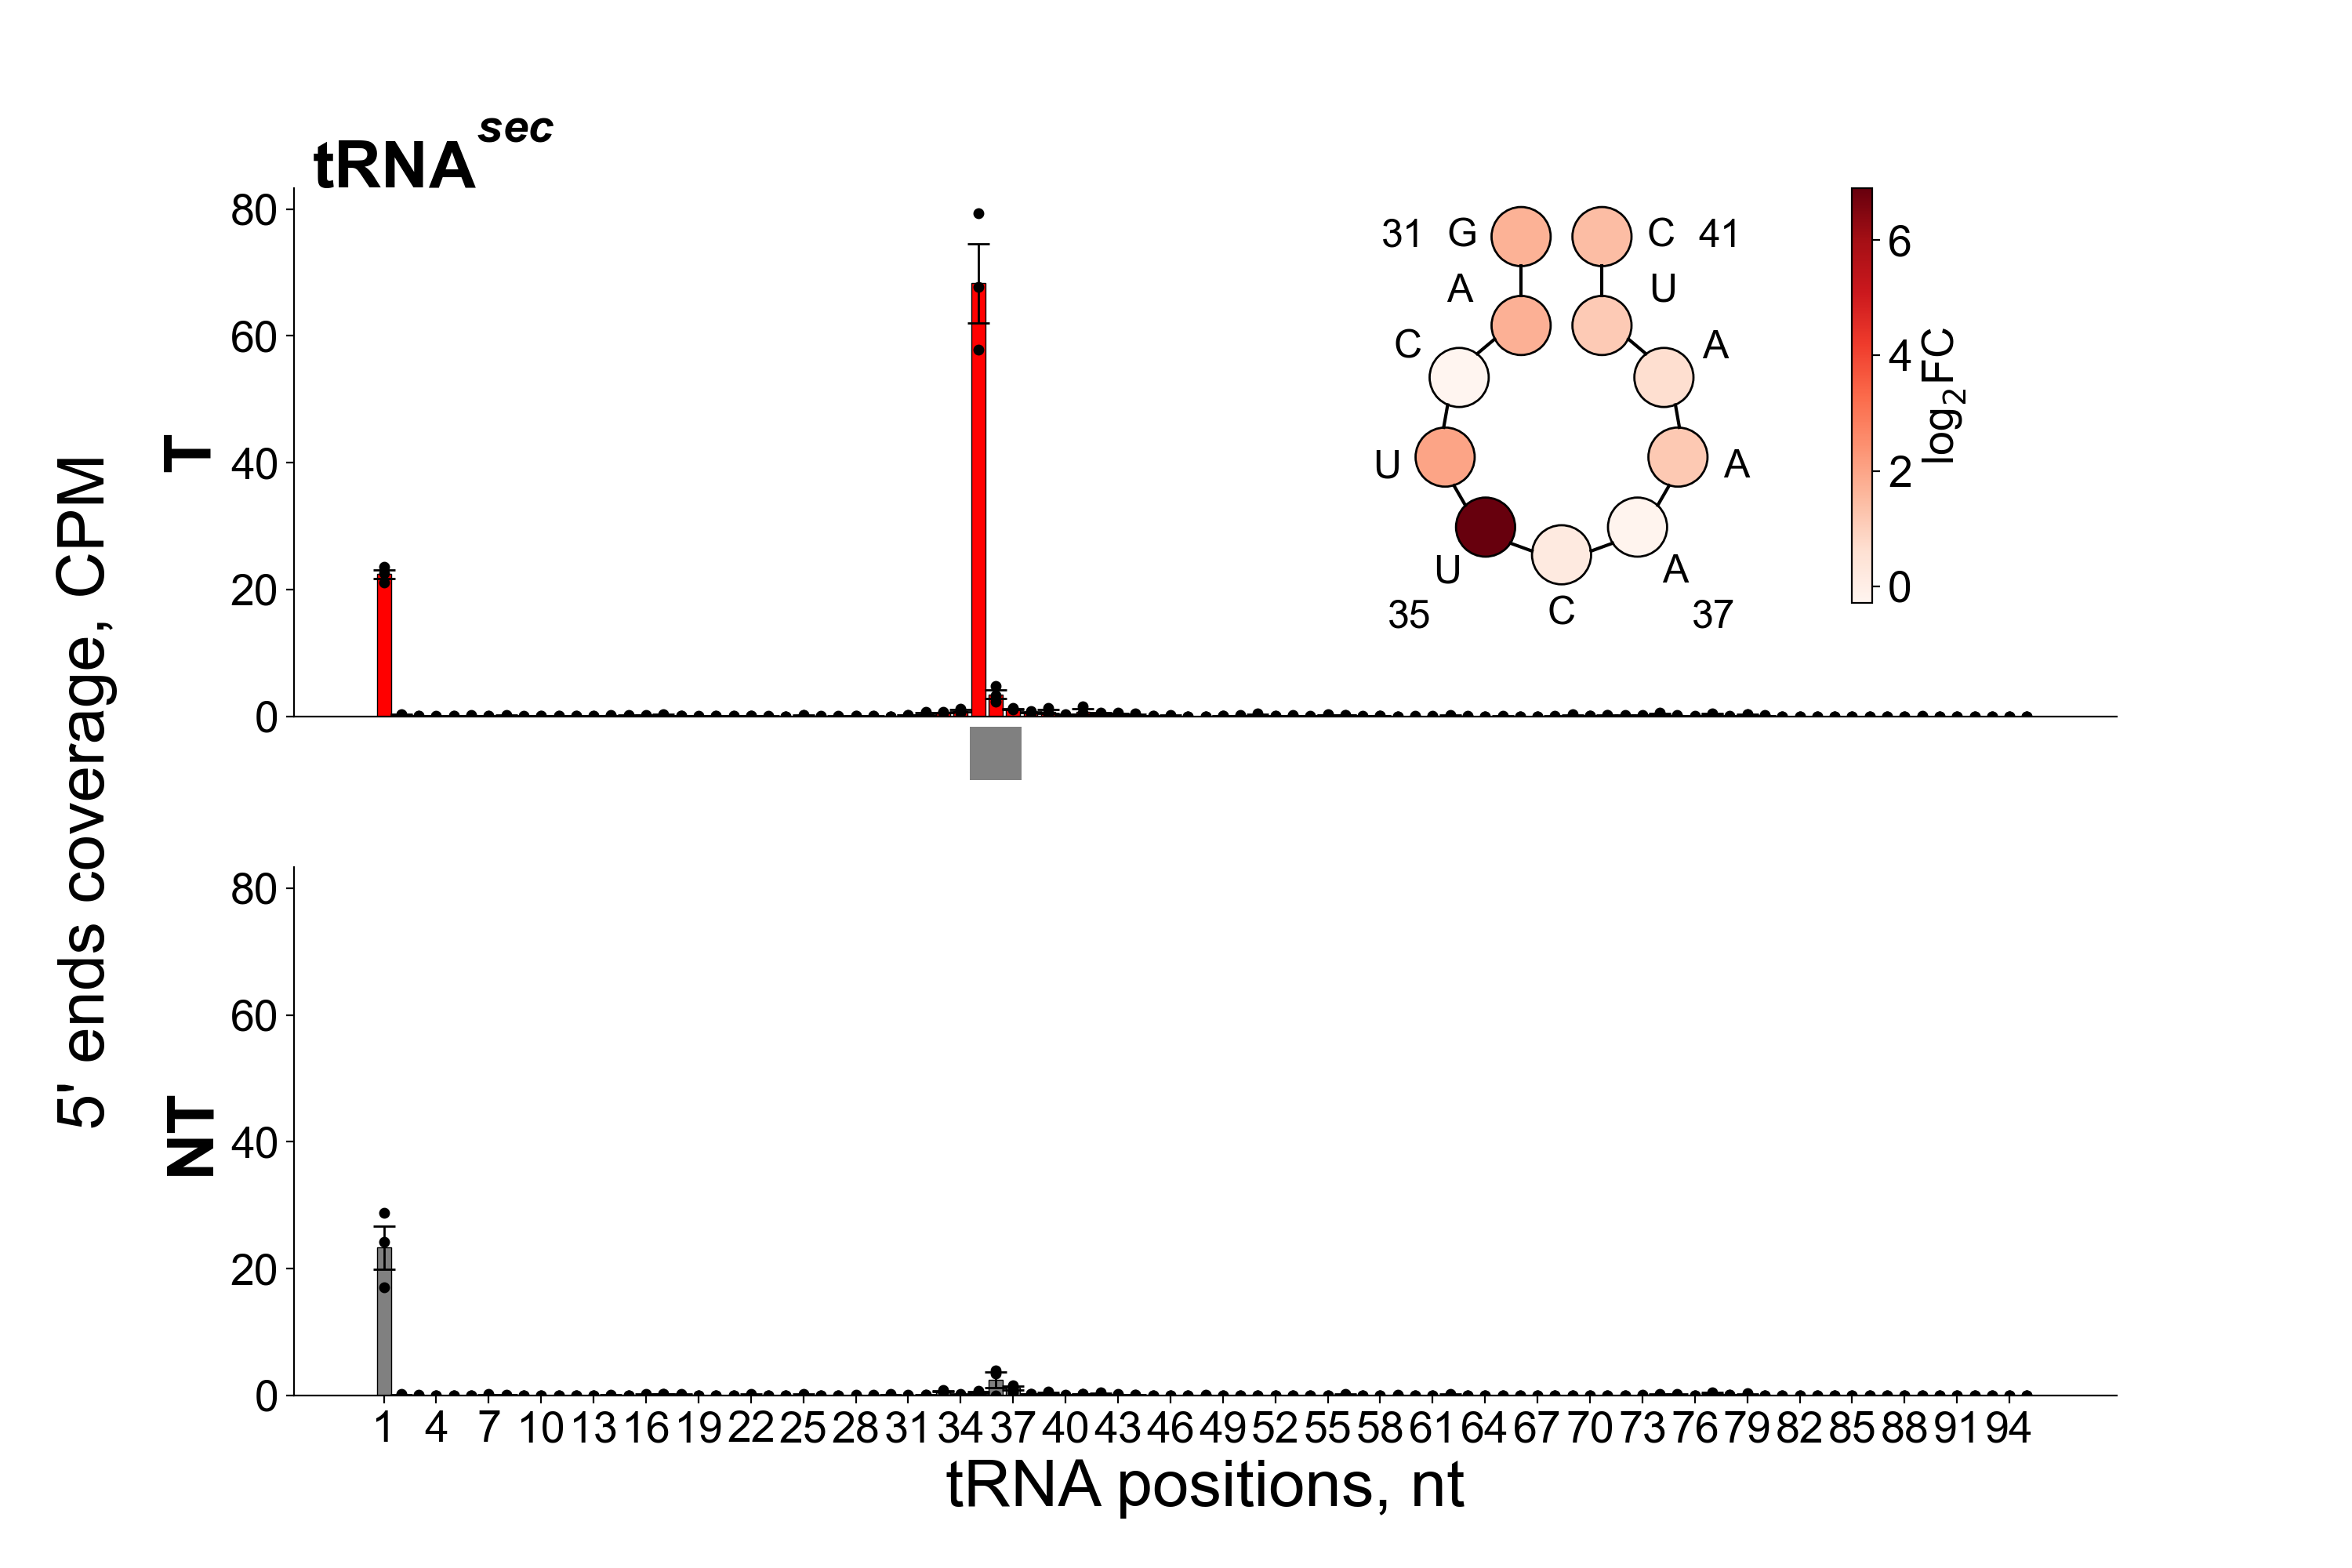 tRNA^sec
5' ends coverage, CPM
T
80
60
40
20
0
31 G C 41
A U
C A
U A
U A
C
35 37
6
4
2
0
log₂FC
NT
80
60
40
20
0
1 4 7 10 13 16 19 22 25 28 31 34 37 40 43 46 49 52 55 58 61 64 67 70 73 76 79 82 85 88 91 94
tRNA positions, nt